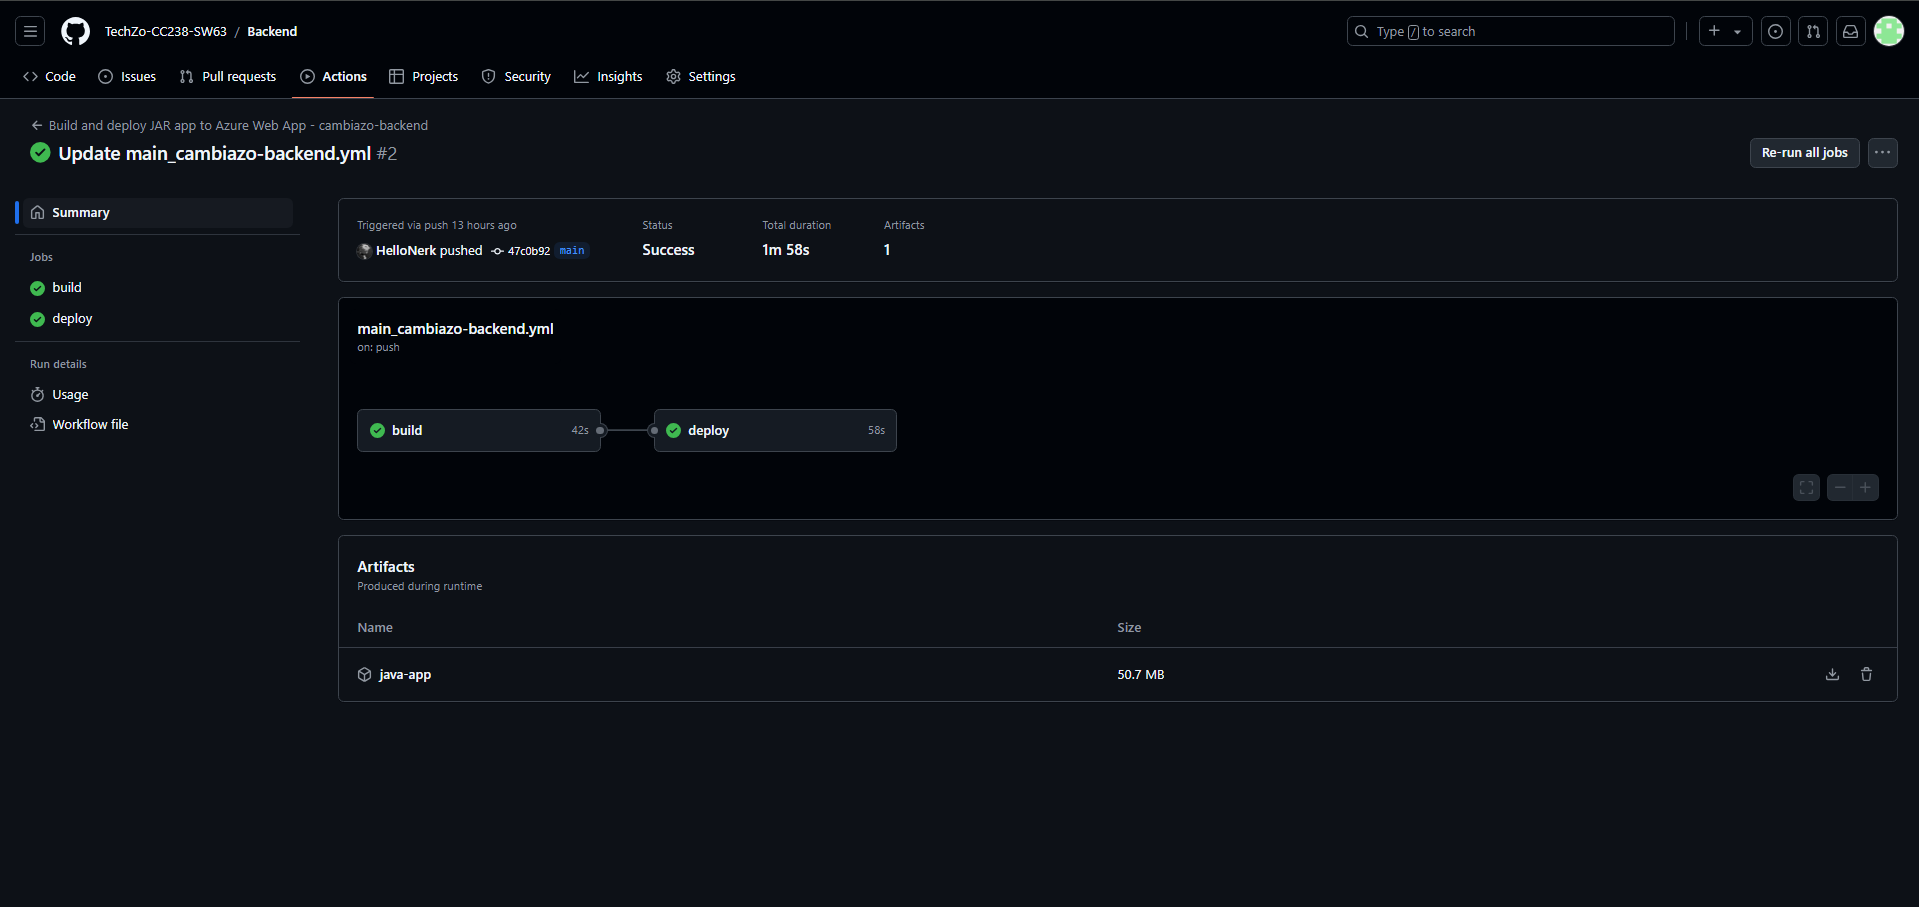 TechZo-CC238-SW63 / Backend
Type / to search
Code
Issues
Pull requests
Actions
Projects
Security
Insights
Settings
Build and deploy JAR app to Azure Web App - cambiazo-backend
Update main_cambiazo-backend.yml #2
Re-run all jobs
Summary
Jobs
build
deploy
Run details
Usage
Workflow file
Triggered via push 13 hours ago
HelloNerk pushed 47c0b92 main
Status
Success
Total duration
1m 58s
Artifacts
1
main_cambiazo-backend.yml
on: push
build 42s
deploy 58s
Artifacts
Produced during runtime
Name Size
java-app 50.7 MB